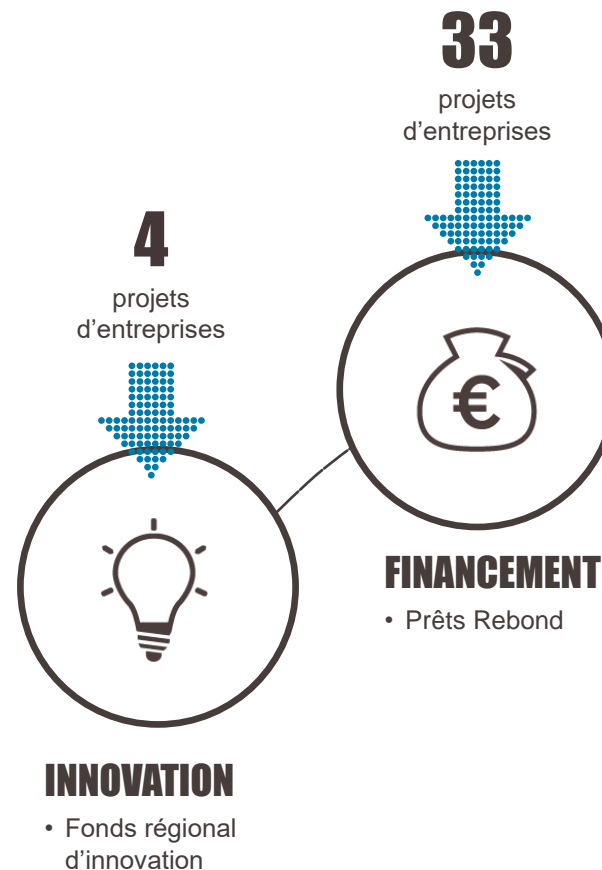 33
projets
d’entreprises
4
projets
d’entreprises
€
FINANCEMENT
• Prêts Rebond
INNOVATION
• Fonds régional
d’innovation